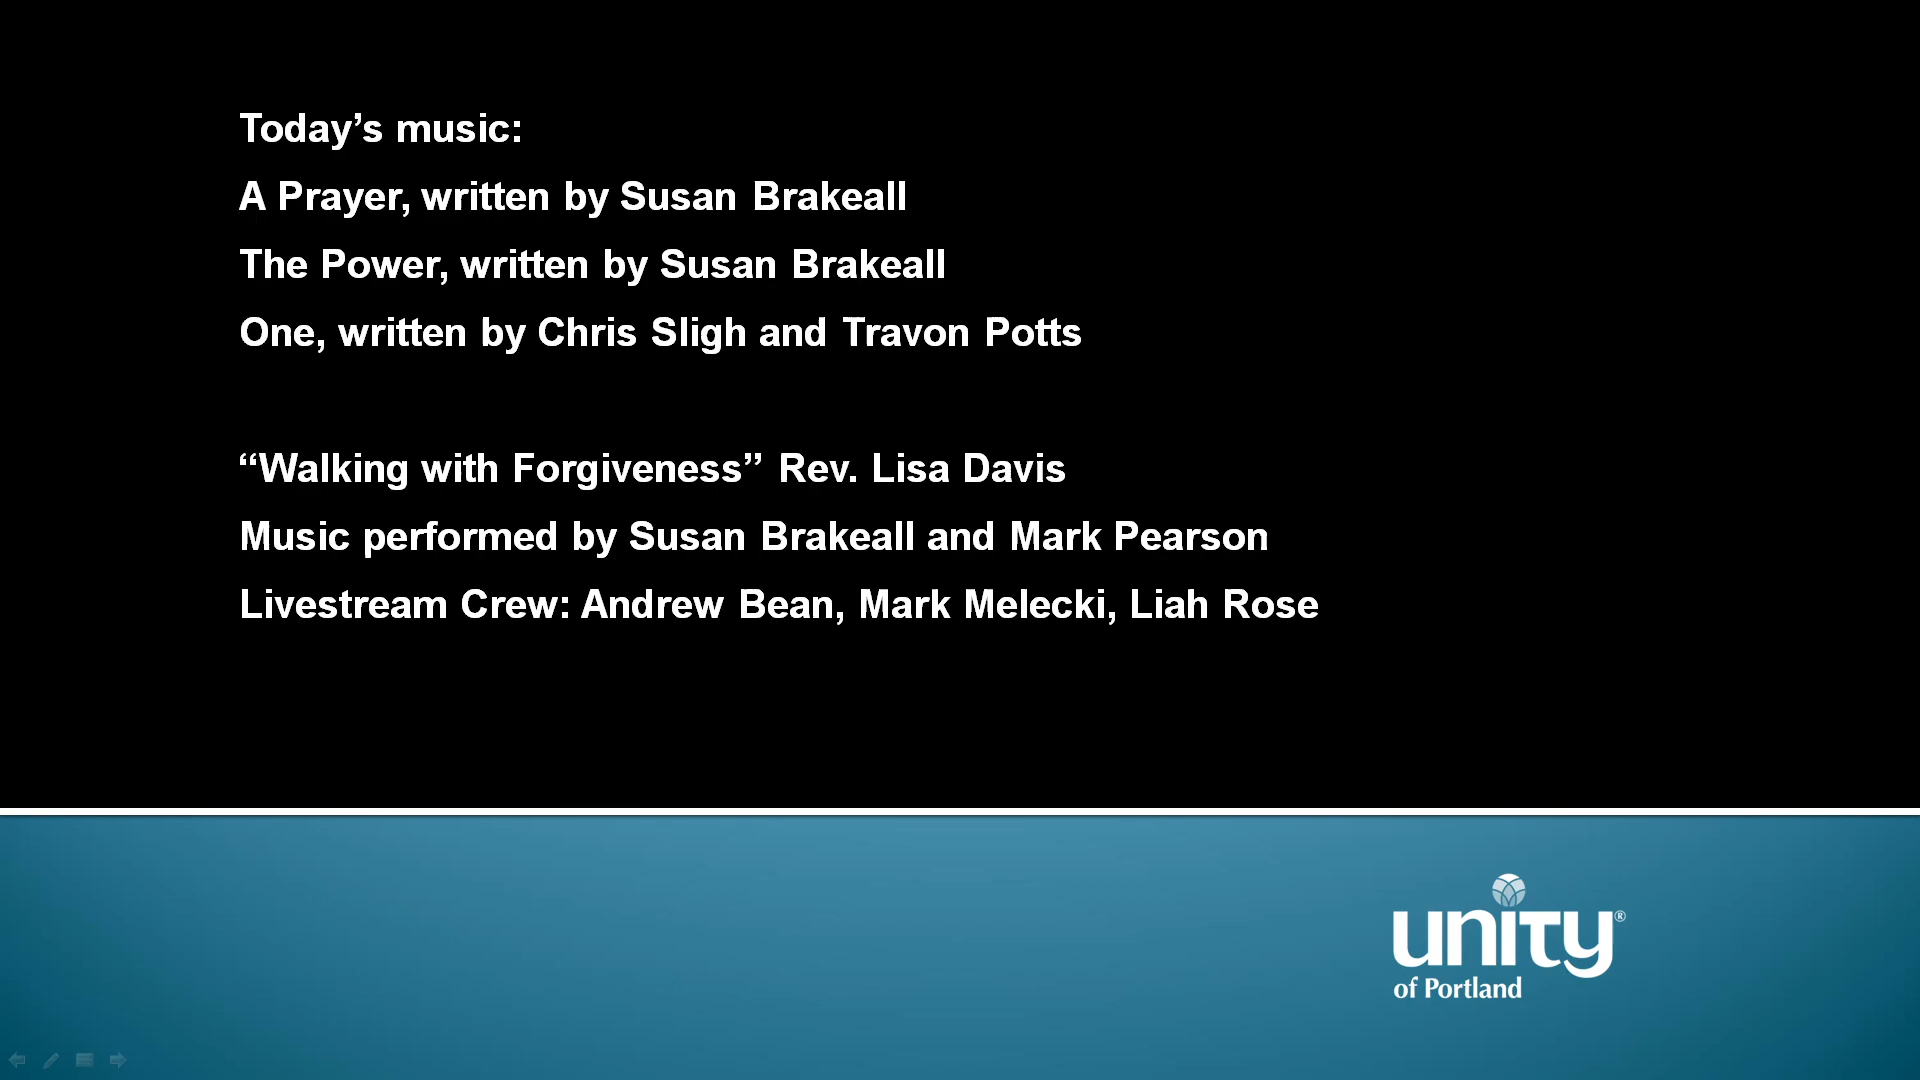 Today’s music:
A Prayer, written by Susan Brakeall
The Power, written by Susan Brakeall
One, written by Chris Sligh and Travon Potts
“Walking with Forgiveness” Rev. Lisa Davis
Music performed by Susan Brakeall and Mark Pearson
Livestream Crew: Andrew Bean, Mark Melecki, Liah Rose
unity®
of Portland